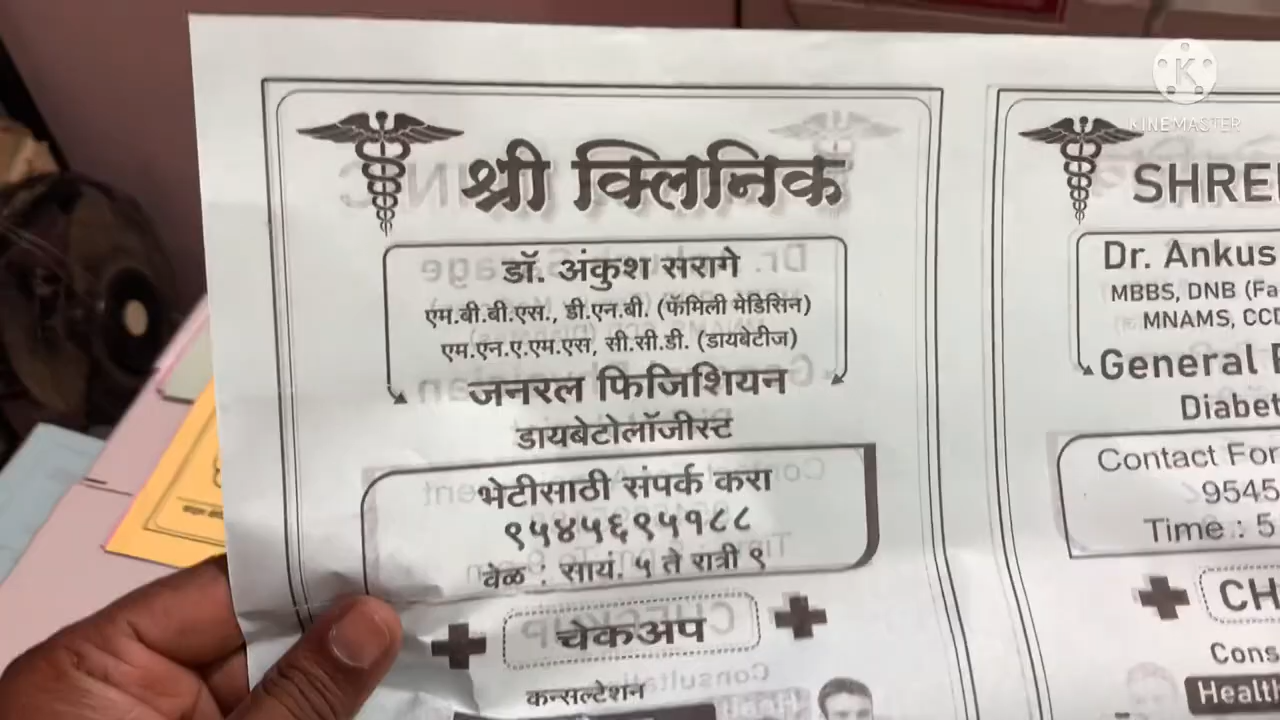 श्री क्लिनिक
डॉ. अंकुश सरागे
एम.बी.बी.एस., डी.एन.बी. (फॅमिली मेडिसिन)
एम.एन.ए.एम.एस, सी.सी.डी. (डायबेटीज)
जनरल फिजिशियन
डायबेटोलॉजीस्ट
भेटीसाठी संपर्क करा
९५४५६९५१८८
वेळ : सायं. ५ ते रात्री ९
चेकअप
कन्सल्टेशन
SHREE
Dr. Ankus
MBBS, DNB (Fa
MNAMS, CCD
General
Diabet
Contact For
9545
Time : 5
CH
Cons
Health
K
KINEMASTER